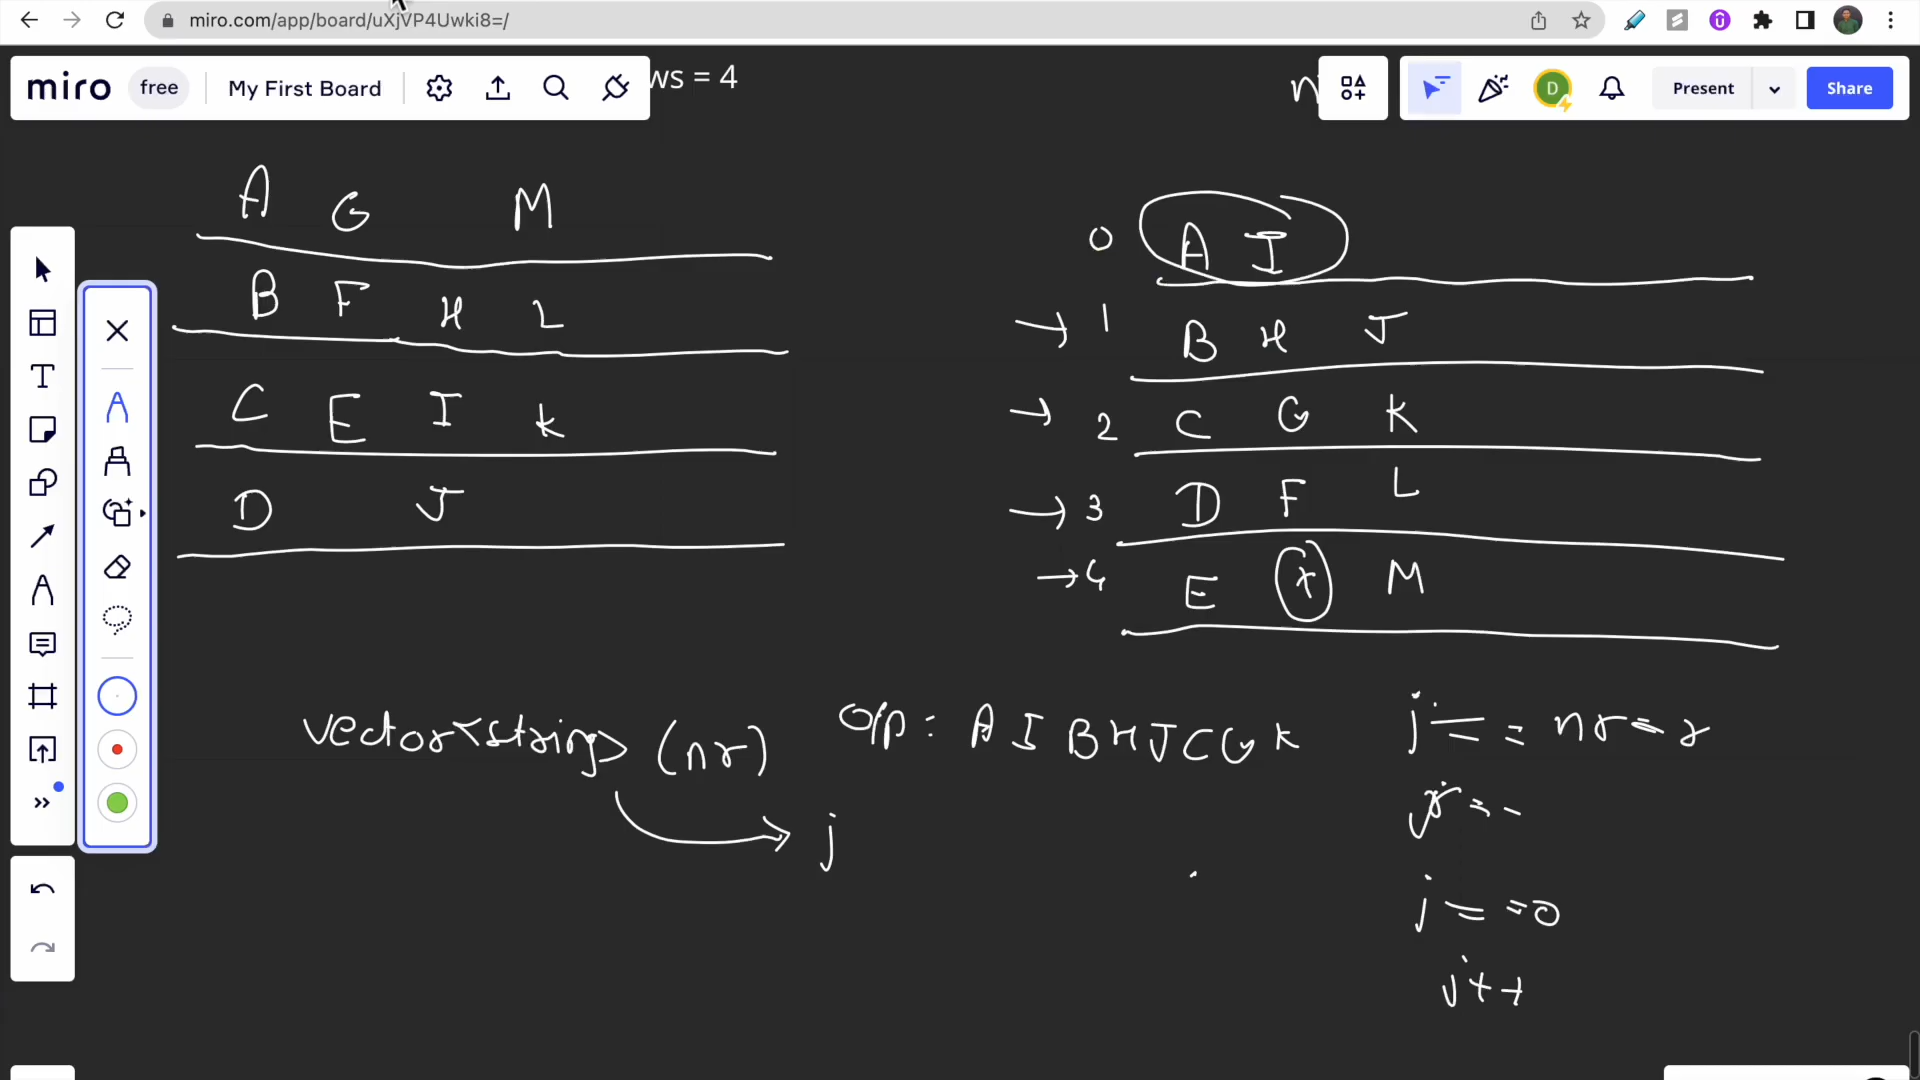 miro.com/app/board/uXjVP4Uwki8=/
miro free My First Board ws = 4 n D Present Share
A G M
B F H L
C E I K
D J
0 A I
1 B H J
2 C G K
3 D F L
4 E M
vector<string> (nr)
j
O/P : A I B H J C G K
j == nr-
j--
j == 0
j++